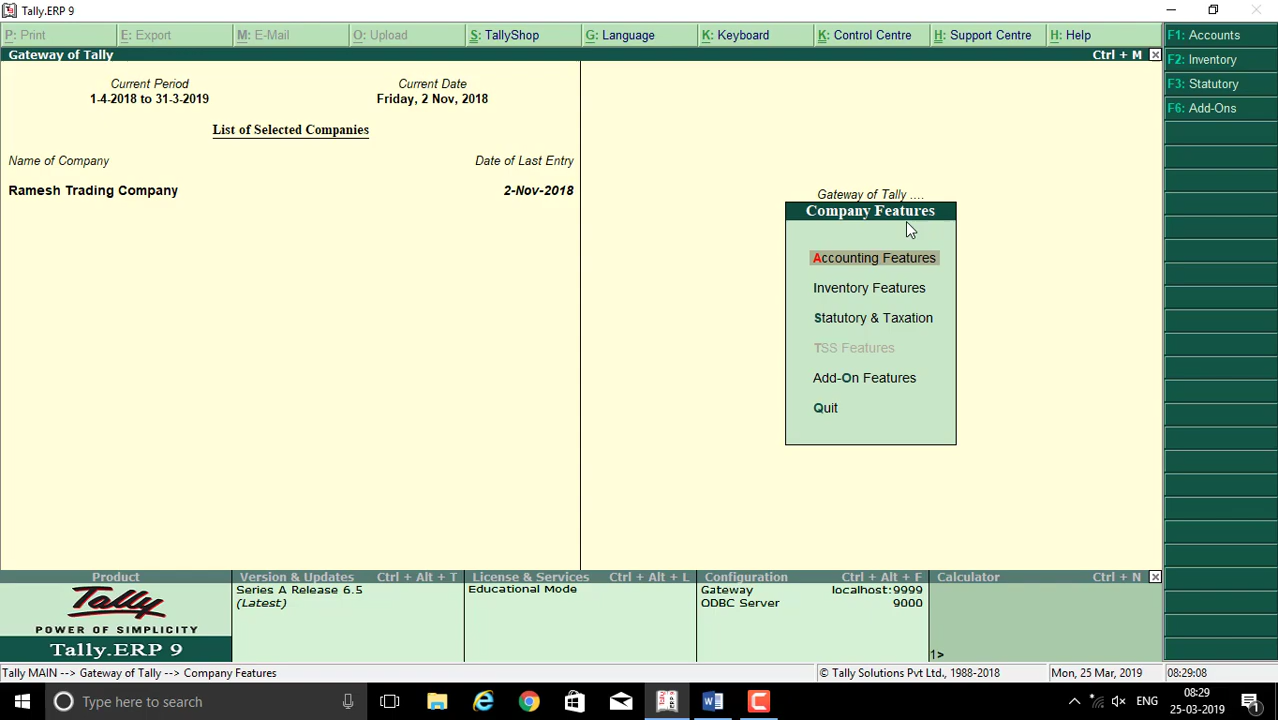 Tally.ERP 9
P: Print
E: Export
M: E-Mail
O: Upload
S: TallyShop
G: Language
K: Keyboard
K: Control Centre
H: Support Centre
H: Help
Gateway of Tally
Ctrl + M
F1: Accounts
F2: Inventory
F3: Statutory
F6: Add-Ons
Current Period
1-4-2018 to 31-3-2019
Current Date
Friday, 2 Nov, 2018
List of Selected Companies
Name of Company
Date of Last Entry
Ramesh Trading Company
2-Nov-2018
Gateway of Tally ....
Company Features
Accounting Features
Inventory Features
Statutory & Taxation
TSS Features
Add-On Features
Quit
Product
Tally
POWER OF SIMPLICITY
Tally.ERP 9
Version & Updates Ctrl + Alt + T
Series A Release 6.5
(Latest)
License & Services Ctrl + Alt + L
Educational Mode
Configuration Ctrl + Alt + F
Gateway localhost:9999
ODBC Server 9000
Calculator Ctrl + N
1>
Tally MAIN --> Gateway of Tally --> Company Features
© Tally Solutions Pvt Ltd., 1988-2018
Mon, 25 Mar, 2019
08:29:08
Type here to search
ENG
08:29
25-03-2019
1